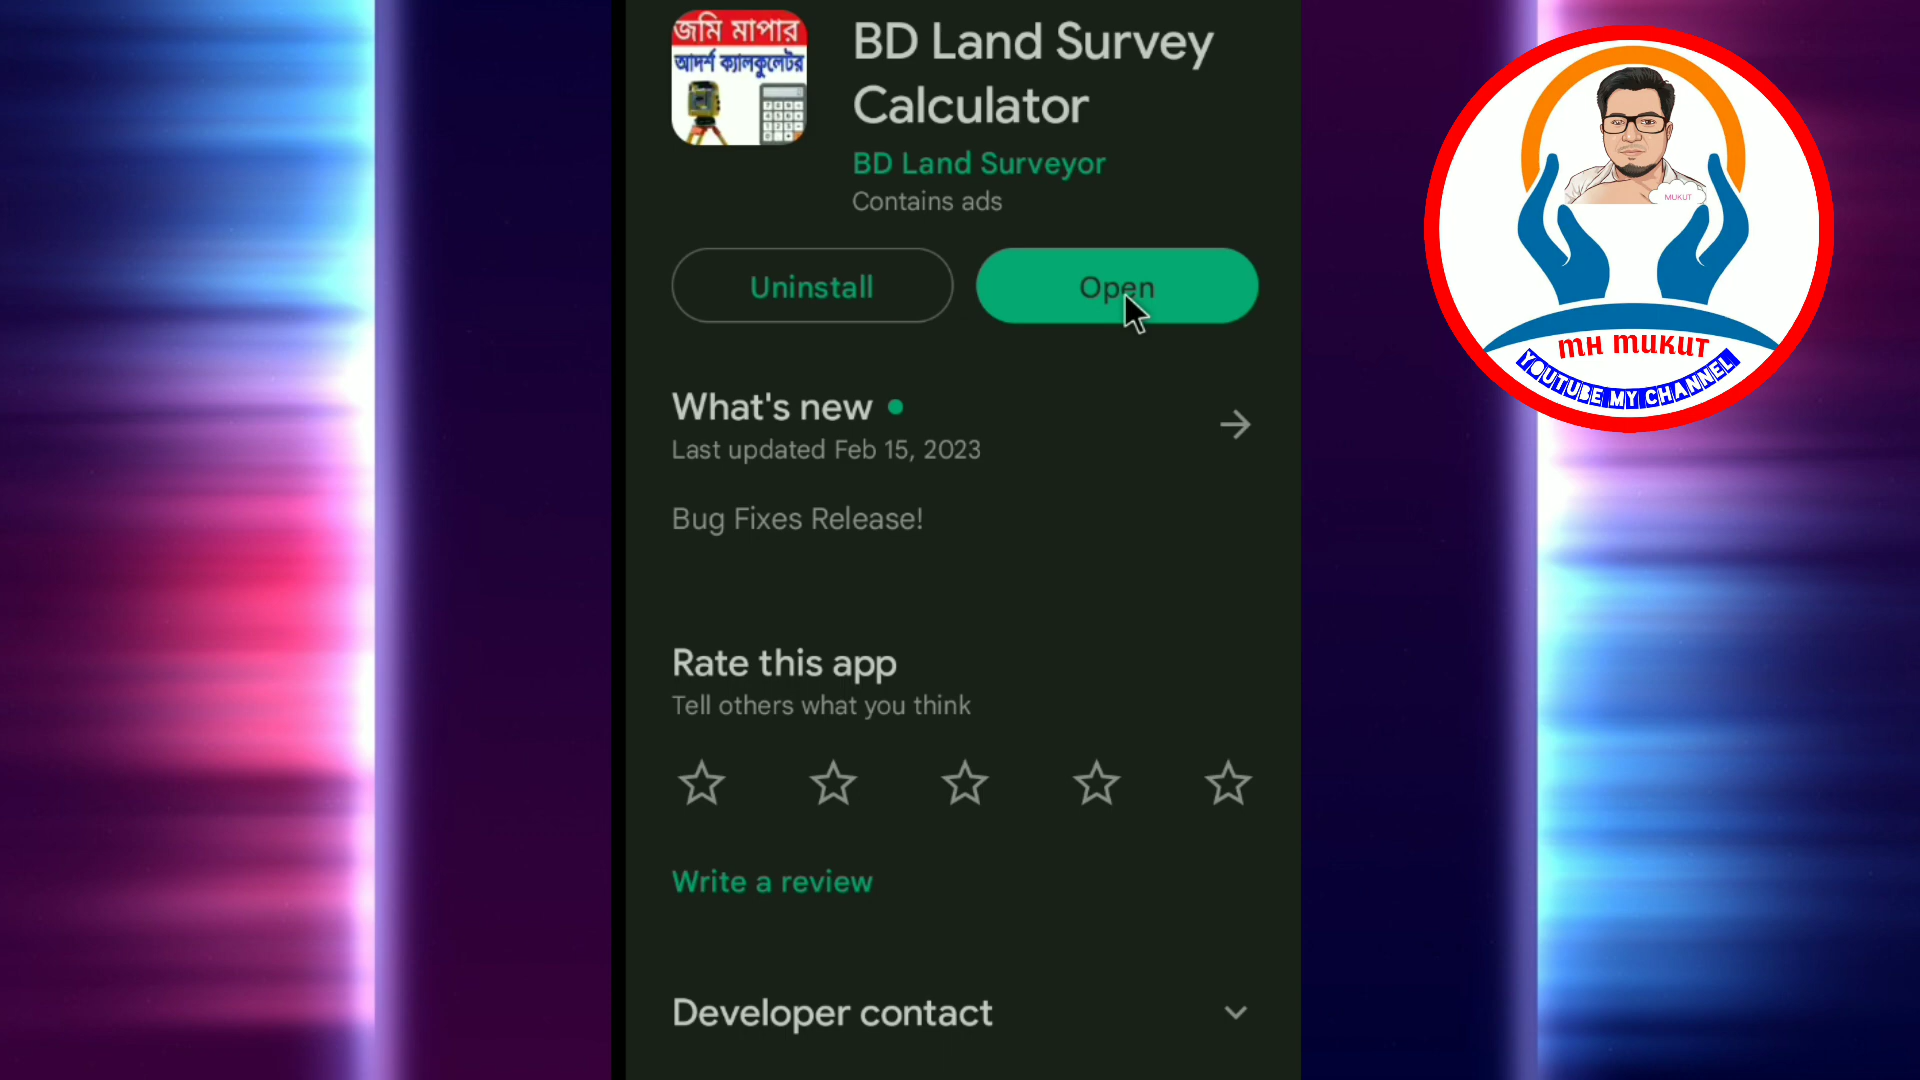 জমি মাপার
আদর্শ ক্যালকুলেটর
BD Land Survey
Calculator
BD Land Surveyor
Contains ads
Uninstall
Open
What's new
Last updated Feb 15, 2023
Bug Fixes Release!
Rate this app
Tell others what you think
Write a review
Developer contact
MUKUT
MH MUKUT
YOUTUBE MY CHANNEL